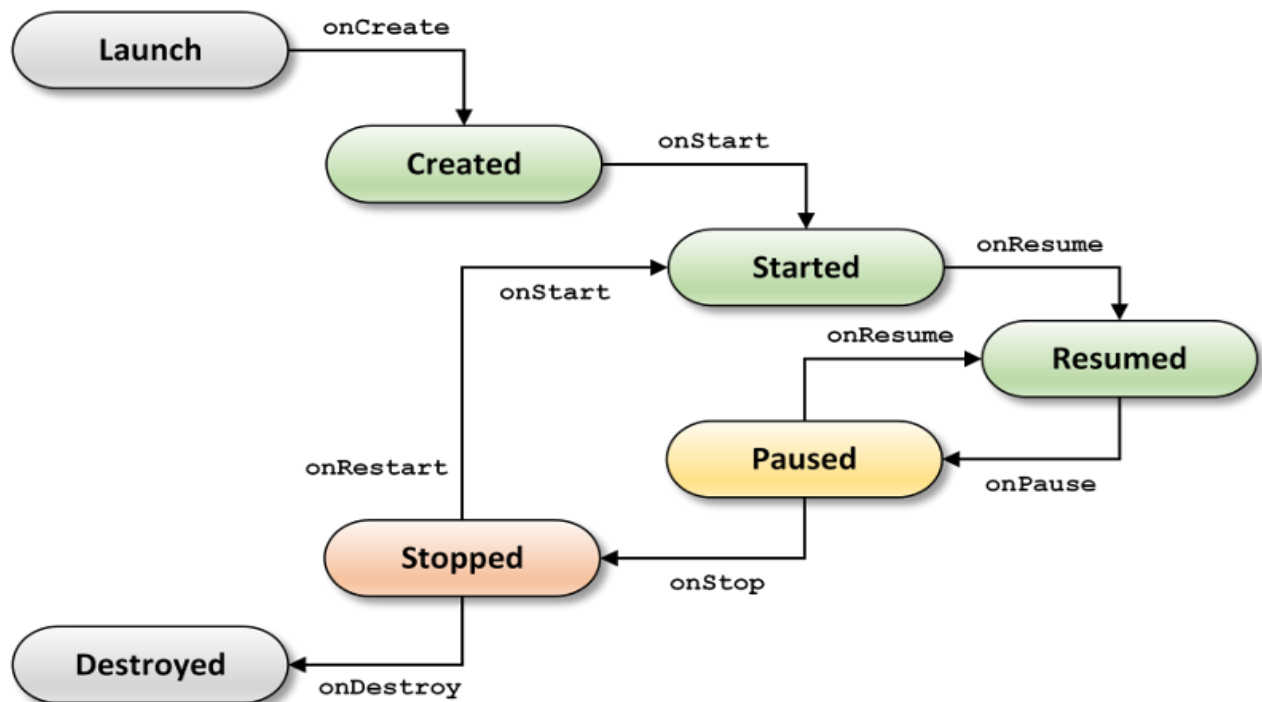 Launch
onCreate
Created
onStart
Started
onResume
onStart
onResume
Resumed
Paused
onPause
onRestart
Stopped
onStop
Destroyed
onDestroy